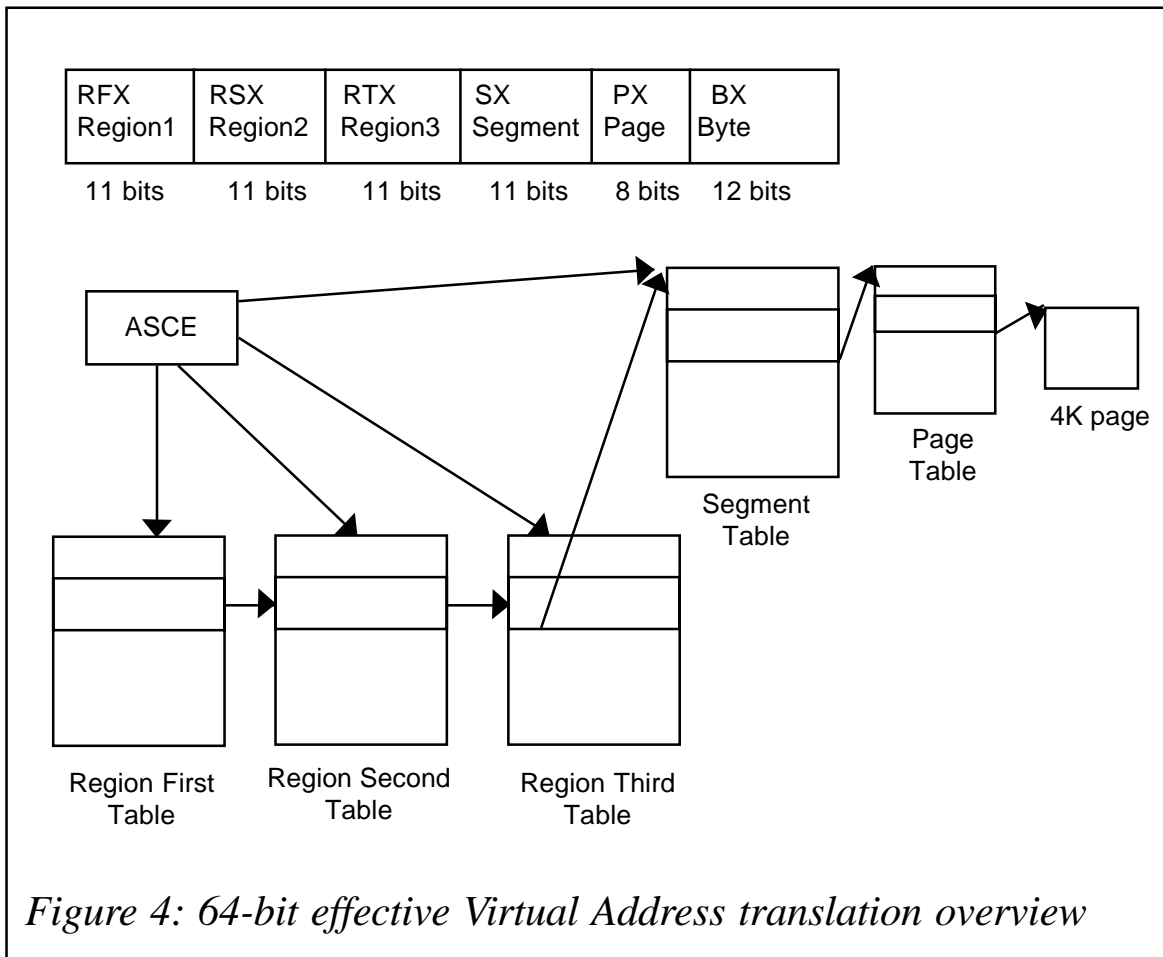 RFX RSX RTX SX PX BX
Region1 Region2 Region3 Segment Page Byte
11 bits 11 bits 11 bits 11 bits 8 bits 12 bits
ASCE
4K page
Page
Table
Segment
Table
Region First
Table
Region Second
Table
Region Third
Table
Figure 4: 64-bit effective Virtual Address translation overview